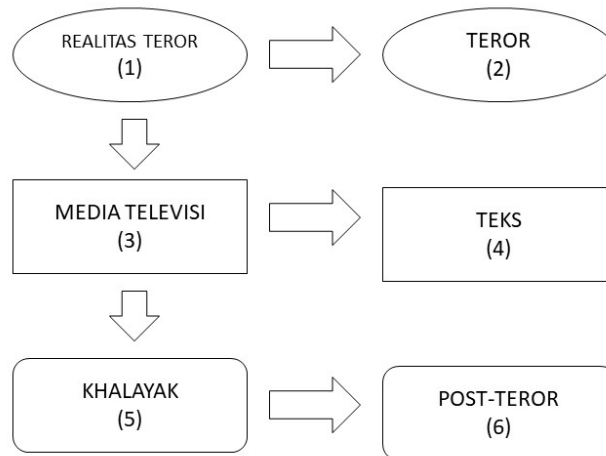 REALITAS TEROR
(1)
TEROR
(2)
MEDIA TELEVISI
(3)
TEKS
(4)
KHALAYAK
(5)
POST-TEROR
(6)